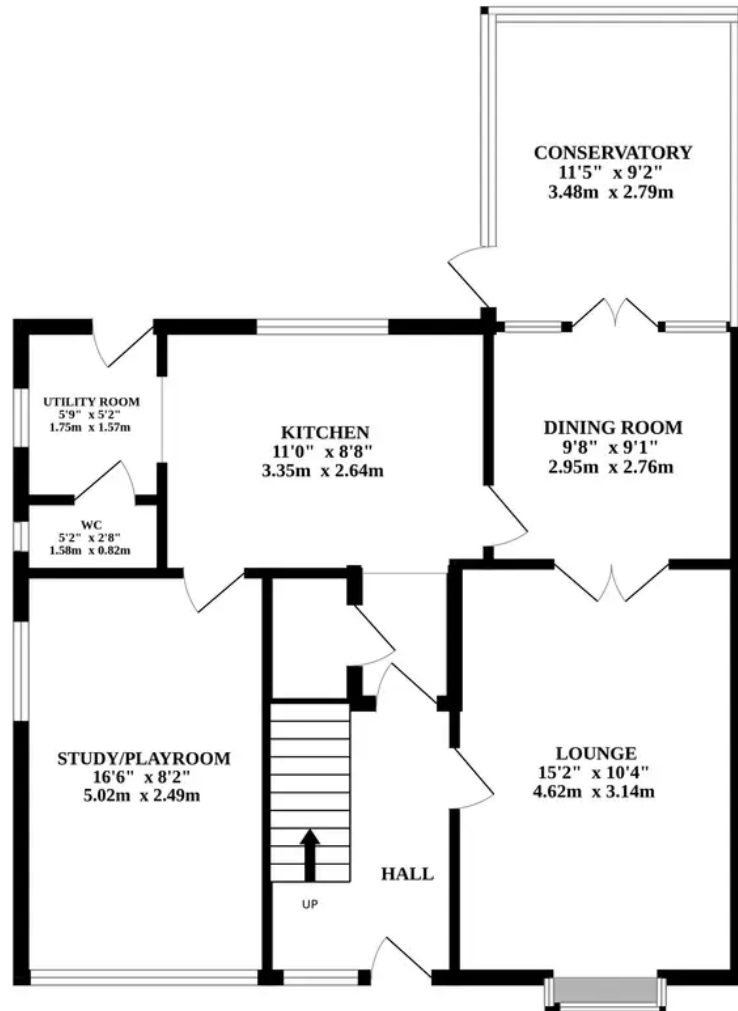 CONSERVATORY
11'5" x 9'2"
3.48m x 2.79m
UTILITY ROOM
5'9" x 5'2"
1.75m x 1.57m
KITCHEN
11'0" x 8'8"
3.35m x 2.64m
DINING ROOM
9'8" x 9'1"
2.95m x 2.76m
WC
5'2" x 2'8"
1.58m x 0.82m
STUDY/PLAYROOM
16'6" x 8'2"
5.02m x 2.49m
LOUNGE
15'2" x 10'4"
4.62m x 3.14m
HALL
UP